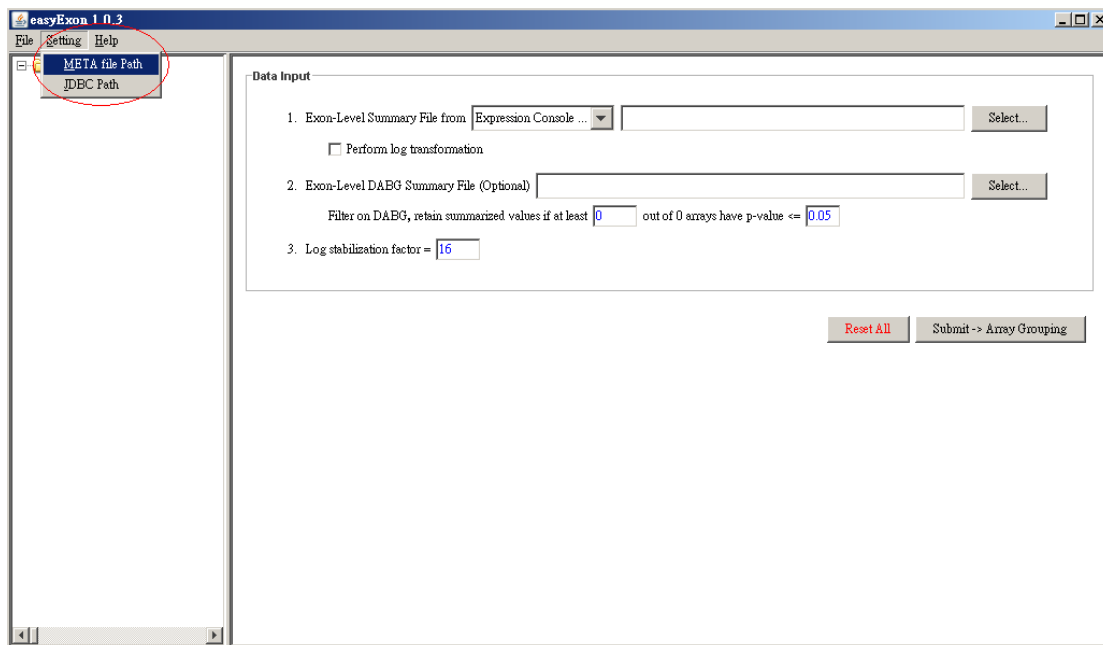 easyExon 1.0.3
File Setting Help
META file Path
JDBC Path
Data Input
1. Exon-Level Summary File from Expression Console ... Select...
Perform log transformation
2. Exon-Level DABG Summary File (Optional) Select...
Filter on DABG, retain summarized values if at least 0 out of 0 arrays have p-value <= 0.05
3. Log stabilization factor = 16
Reset All Submit -> Array Grouping